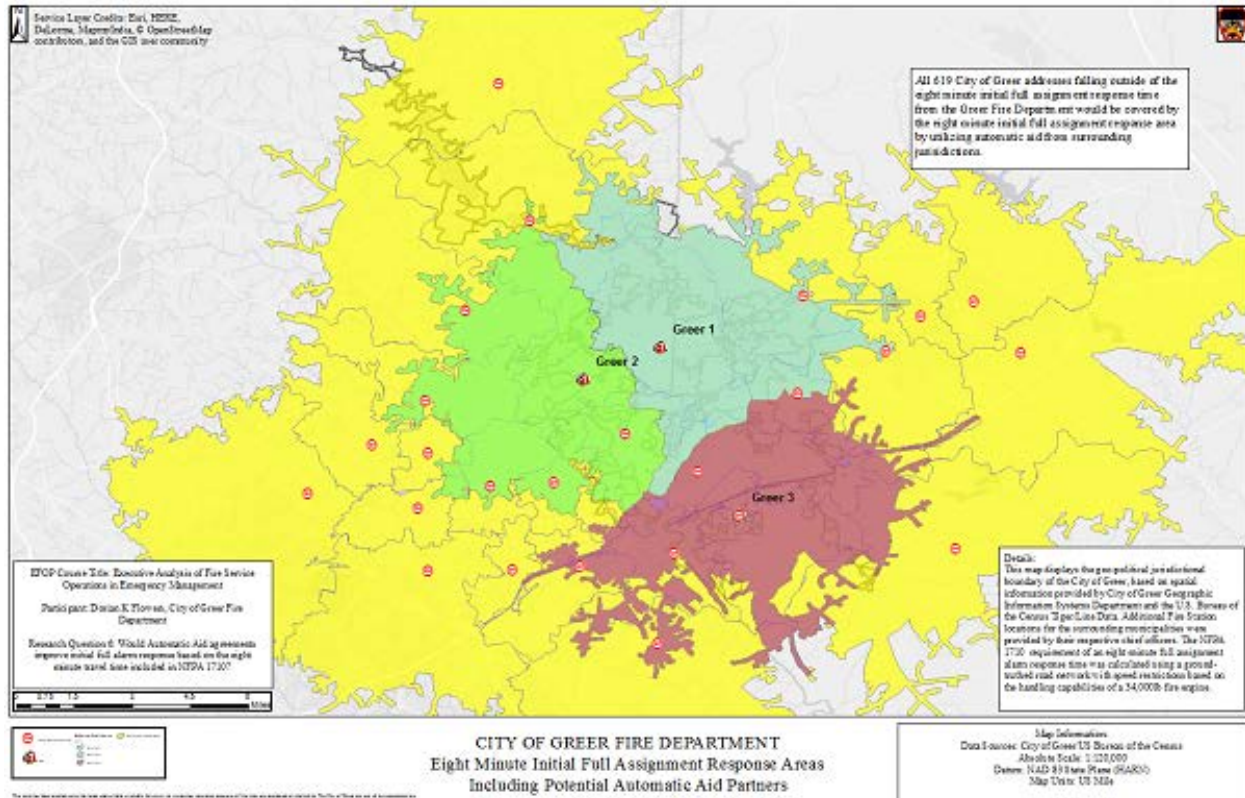 Service Layer Credits: Esri, HERE,
DeLorme, MapmyIndia, © OpenStreetMap
contributors, and the GIS user community
All 619 City of Greer addresses falling outside of the
eight minute initial full assignment response time
from the Greer Fire Department would be covered by
the eight minute initial full assignment response area
by utilizing automatic aid from surrounding
jurisdictions.
Greer 1
Greer 2
Greer 3
EFOP Course Title: Executive Analysis of Fire Service
Operations in Emergency Management
Participant: Dorian K Flowers, City of Greer Fire
Department
Research Question 6: Would Automatic Aid agreements
improve initial full alarm response based on the eight
minute travel time included in NFPA 1710?
0 0.75 1.5 3 4.5 6
Miles
Details:
This map displays the geo-political jurisdictional
boundary of the City of Greer, based on spatial
information provided by City of Greer Geographic
Information Systems Department and the U.S. Bureau of
the Census Tiger Line Data. Additional Fire Station
locations for the surrounding municipalities were
provided by their respective chief officers. The NFPA
1710 requirement of an eight minute full assignment
alarm response time was calculated using a ground-
truthed road network with speed restrictions based on
the handling capabilities of a 54,000lb fire engine.
CITY OF GREER FIRE DEPARTMENT
Eight Minute Initial Full Assignment Response Areas
Including Potential Automatic Aid Partners
Map Information
Data Sources: City of Greer/US Bureau of the Census
Absolute Scale: 1:120,000
Datum: NAD 83 State Plane (HARN)
Map Units: US Mile